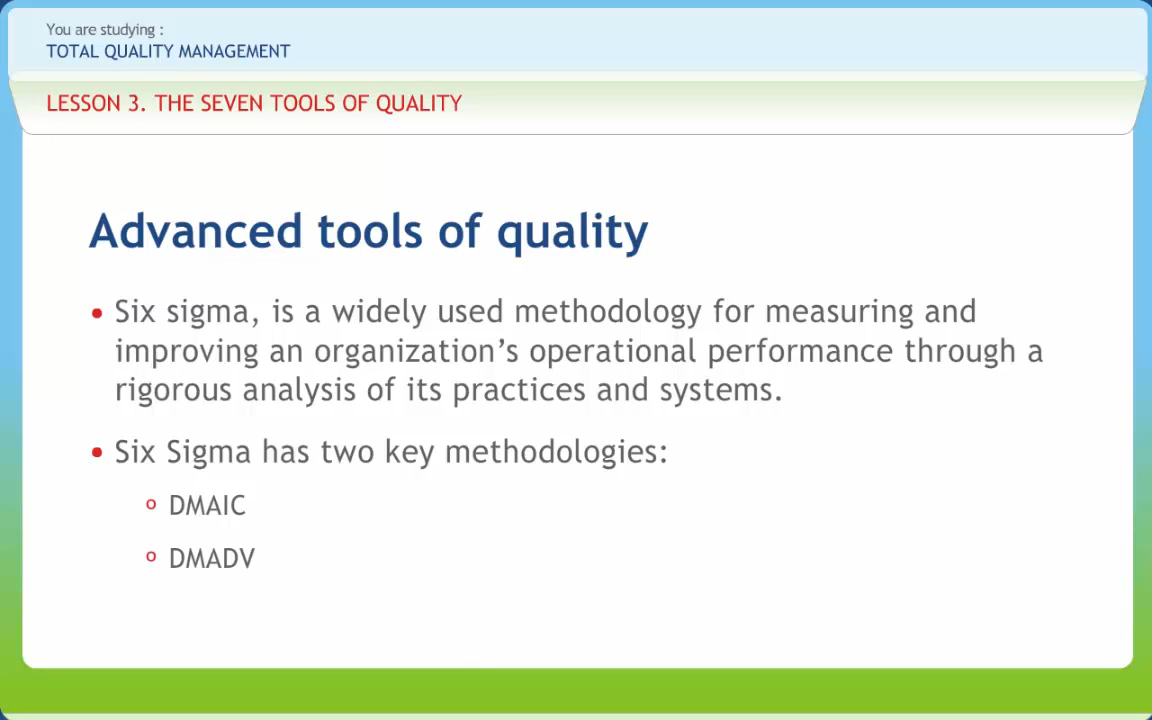 You are studying :
TOTAL QUALITY MANAGEMENT
LESSON 3. THE SEVEN TOOLS OF QUALITY
Advanced tools of quality
• Six sigma, is a widely used methodology for measuring and
improving an organization’s operational performance through a
rigorous analysis of its practices and systems.
• Six Sigma has two key methodologies:
o DMAIC
o DMADV